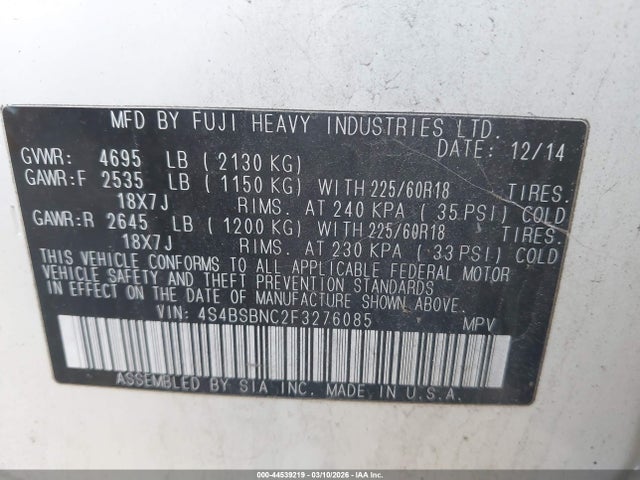 MFD BY FUJI HEAVY INDUSTRIES LTD.
DATE: 12/14
GVWR: 4695 LB ( 2130 KG)
GAWR:F 2535 LB ( 1150 KG) WITH 225/60R18 TIRES.
18X7J RIMS. AT 240 KPA ( 35 PSI) COLD
GAWR:R 2645 LB ( 1200 KG) WITH 225/60R18 TIRES.
18X7J RIMS. AT 230 KPA ( 33 PSI) COLD
THIS VEHICLE CONFORMS TO ALL APPLICABLE FEDERAL MOTOR
VEHICLE SAFETY AND THEFT PREVENTION STANDARDS
IN EFFECT ON THE DATE OF MANUFACTURE SHOWN ABOVE.
VIN: 4S4BSBNC2F3276085 MPV
ASSEMBLED BY SIA INC. MADE IN U.S.A.
000-44539219 - 03/10/2026 - IAAI.COM